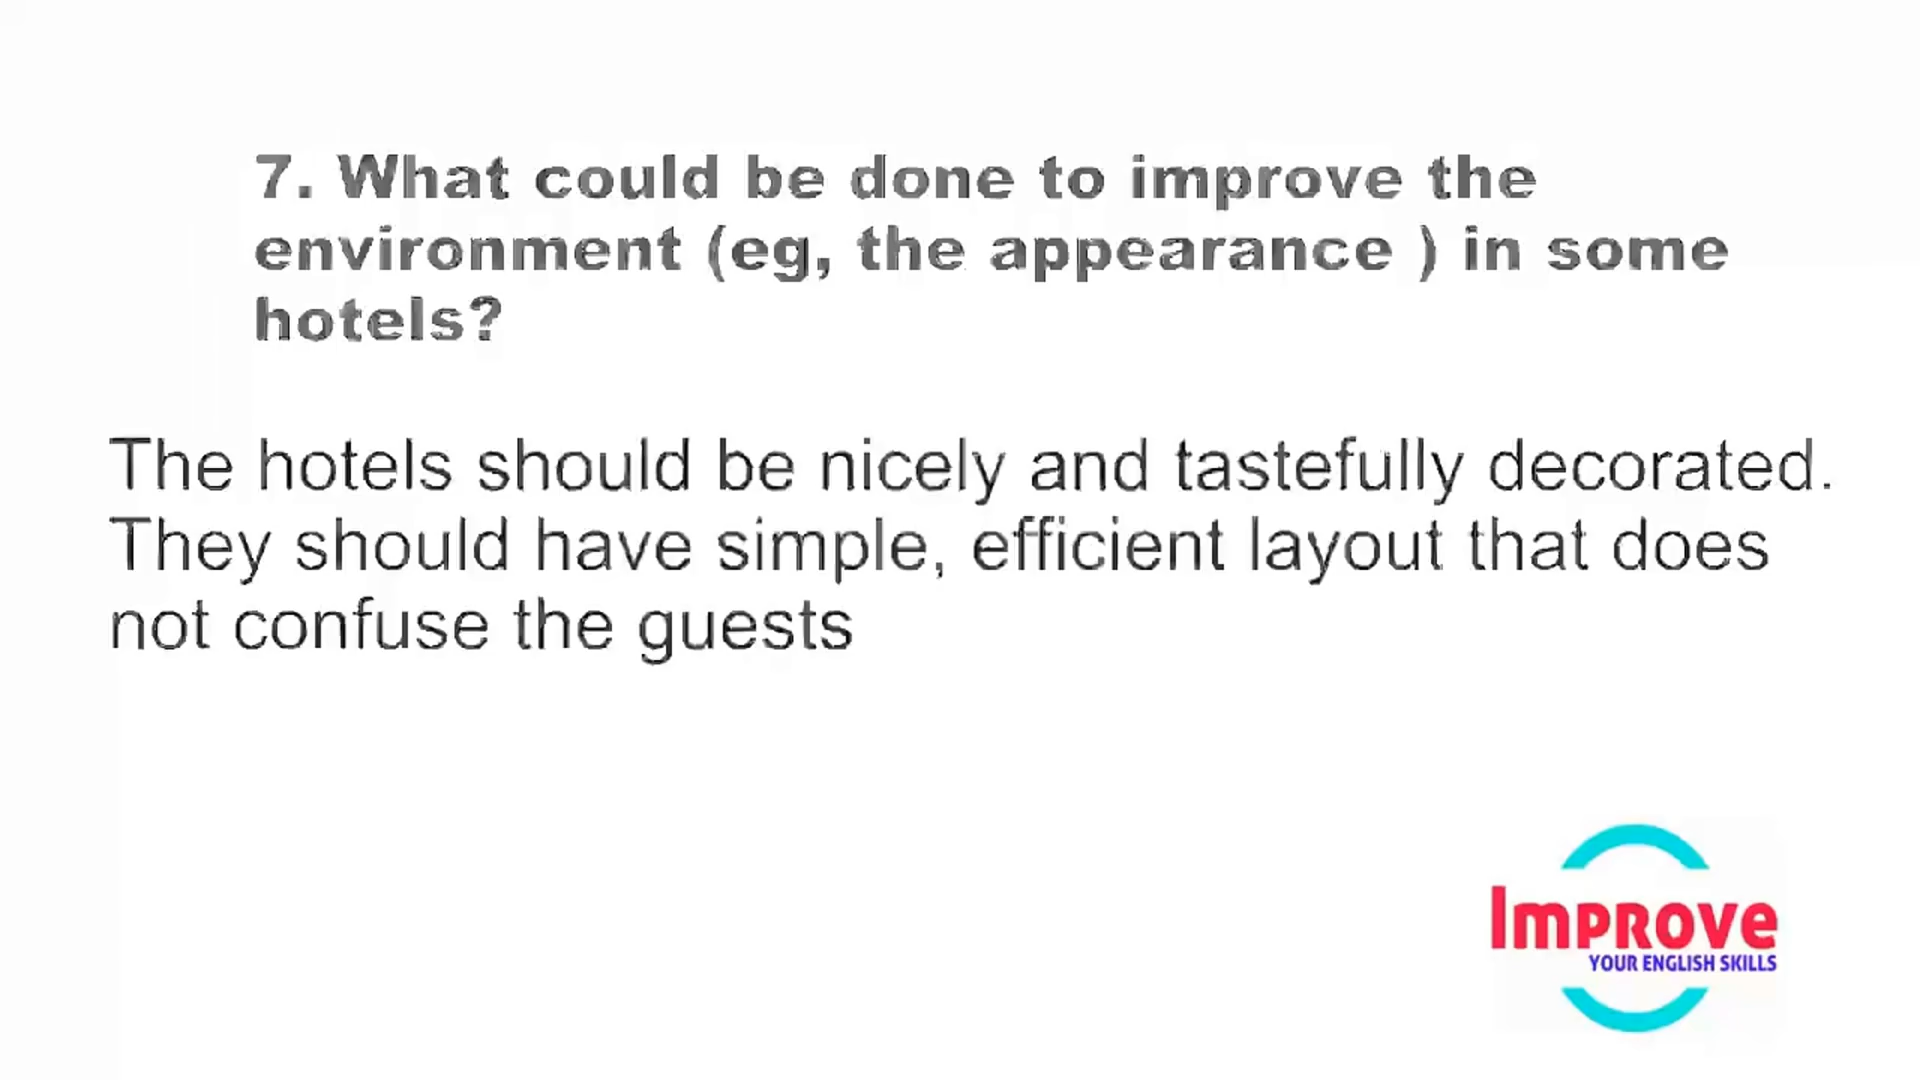 7. What could be done to improve the
environment (eg, the appearance ) in some
hotels?
The hotels should be nicely and tastefully decorated.
They should have simple, efficient layout that does
not confuse the guests
Improve
YOUR ENGLISH SKILLS